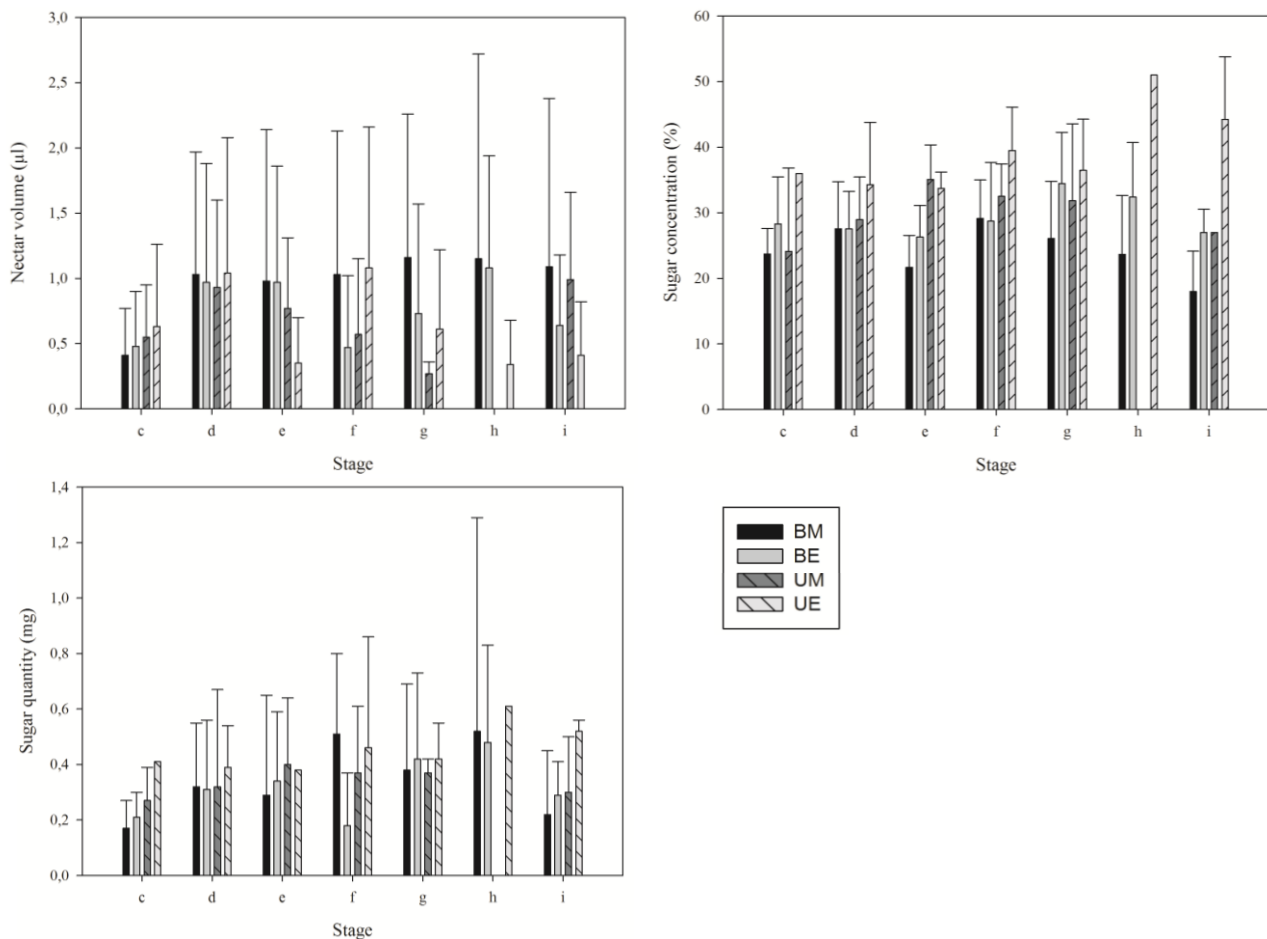 Nectar volume (µl)
3,0
2,5
2,0
1,5
1,0
0,5
0,0
c d e f g h i
Stage
Sugar concentration (%)
60
50
40
30
20
10
0
c d e f g h i
Stage
Sugar quantity (mg)
1,4
1,2
1,0
0,8
0,6
0,4
0,2
0,0
c d e f g h i
Stage
BM
BE
UM
UE